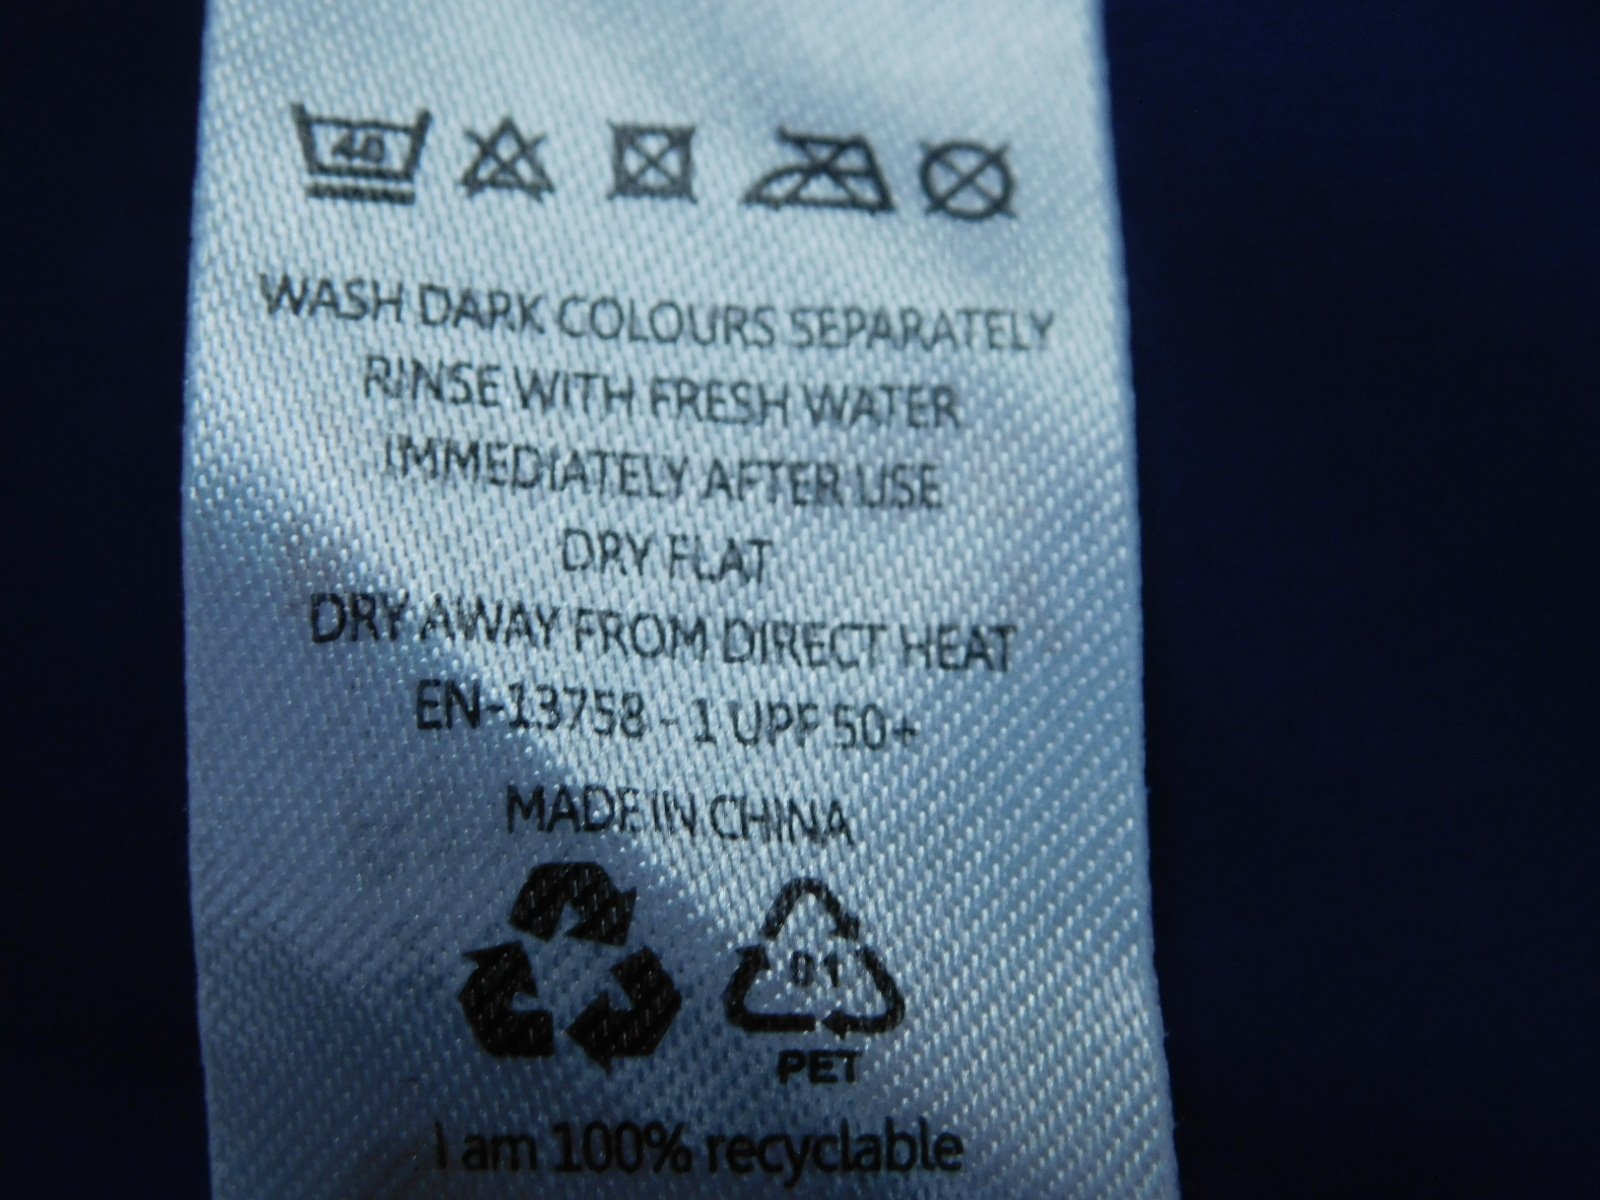 40
WASH DARK COLOURS SEPARATELY
RINSE WITH FRESH WATER
IMMEDIATELY AFTER USE
DRY FLAT
DRY AWAY FROM DIRECT HEAT
EN-13758 - 1 UPF 50+
MADE IN CHINA
01
PET
I am 100% recyclable